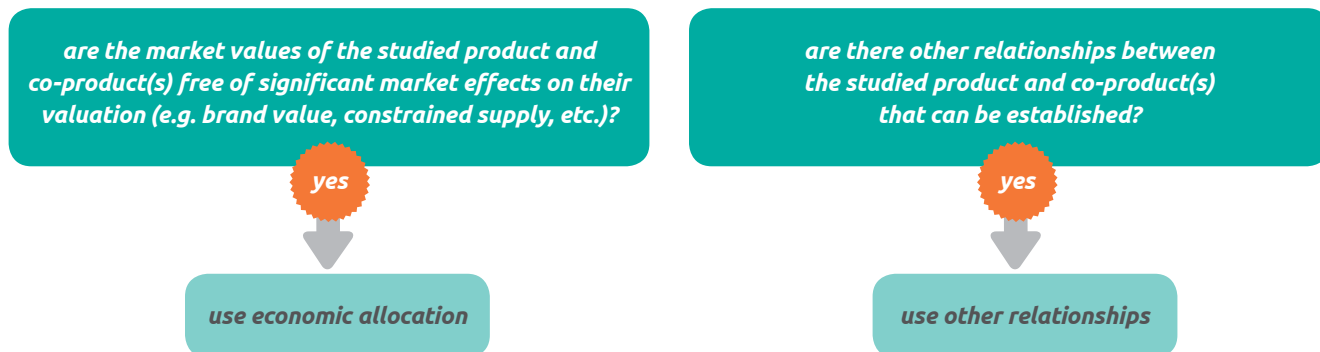 are the market values of the studied product and
co-product(s) free of significant market effects on their
valuation (e.g. brand value, constrained supply, etc.)?
yes
use economic allocation
are there other relationships between
the studied product and co-product(s)
that can be established?
yes
use other relationships